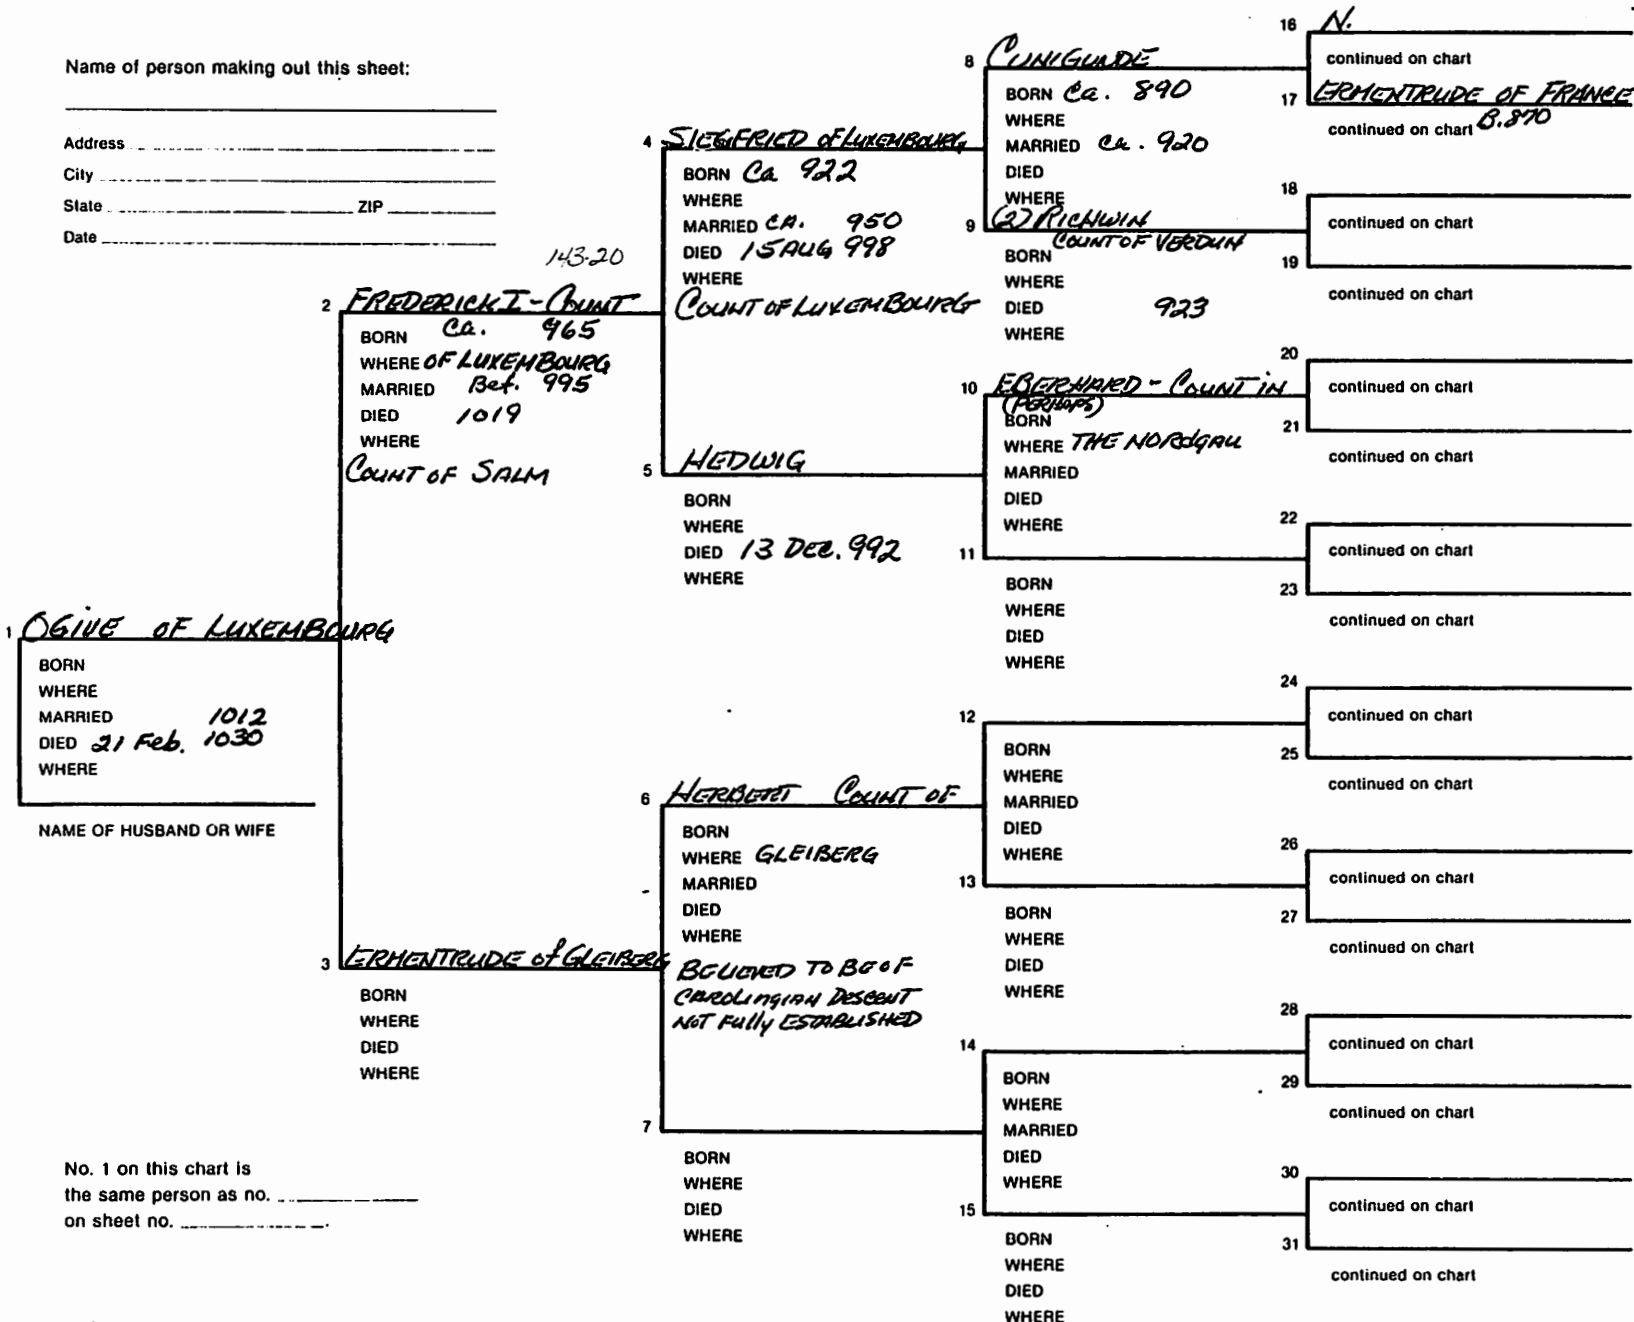 Name of person making out this sheet:
Address
City
State ZIP
Date
143-20
1 OGIVE OF LUXEMBOURG
BORN
WHERE
MARRIED 1012
DIED 21 Feb. 1030
WHERE
NAME OF HUSBAND OR WIFE
No. 1 on this chart is
the same person as no.
on sheet no.
2 FREDERICK I - COUNT
BORN Ca. 965
WHERE OF LUXEMBOURG
MARRIED Bef. 995
DIED 1019
WHERE
COUNT OF SALM
3 ERMENTRUDE of GLEIBERG
BORN
WHERE
DIED
WHERE
4 SIEGFRIED OF LUXEMBOURG
BORN Ca 922
WHERE
MARRIED CA. 950
DIED 15 AUG 998
WHERE
COUNT OF LUXEMBOURG
5 HEDWIG
BORN
WHERE
DIED 13 DEC. 992
WHERE
6 HERBERT COUNT OF
BORN
WHERE GLEIBERG
MARRIED
DIED
WHERE
BELIEVED TO BE OF
CAROLINGIAN DESCENT
NOT Fully ESTABLISHED
7
BORN
WHERE
DIED
WHERE
8 CUNIGUNDE
BORN Ca. 890
WHERE
MARRIED Ca. 920
DIED
WHERE
9 (2) RICHWIN
COUNT OF VERDUN
BORN
WHERE
DIED 923
WHERE
10 EBERHARD - COUNT IN
(PERHAPS)
BORN
WHERE THE NORDGAU
MARRIED
DIED
WHERE
11
BORN
WHERE
DIED
WHERE
12
BORN
WHERE
MARRIED
DIED
WHERE
13
BORN
WHERE
DIED
WHERE
14
BORN
WHERE
MARRIED
DIED
WHERE
15
BORN
WHERE
DIED
WHERE
16 N.
continued on chart
17 ERMENTRUDE OF FRANCE
continued on chart B. 870
18
continued on chart
19
continued on chart
20
continued on chart
21
continued on chart
22
continued on chart
23
continued on chart
24
continued on chart
25
continued on chart
26
continued on chart
27
continued on chart
28
continued on chart
29
continued on chart
30
continued on chart
31
continued on chart